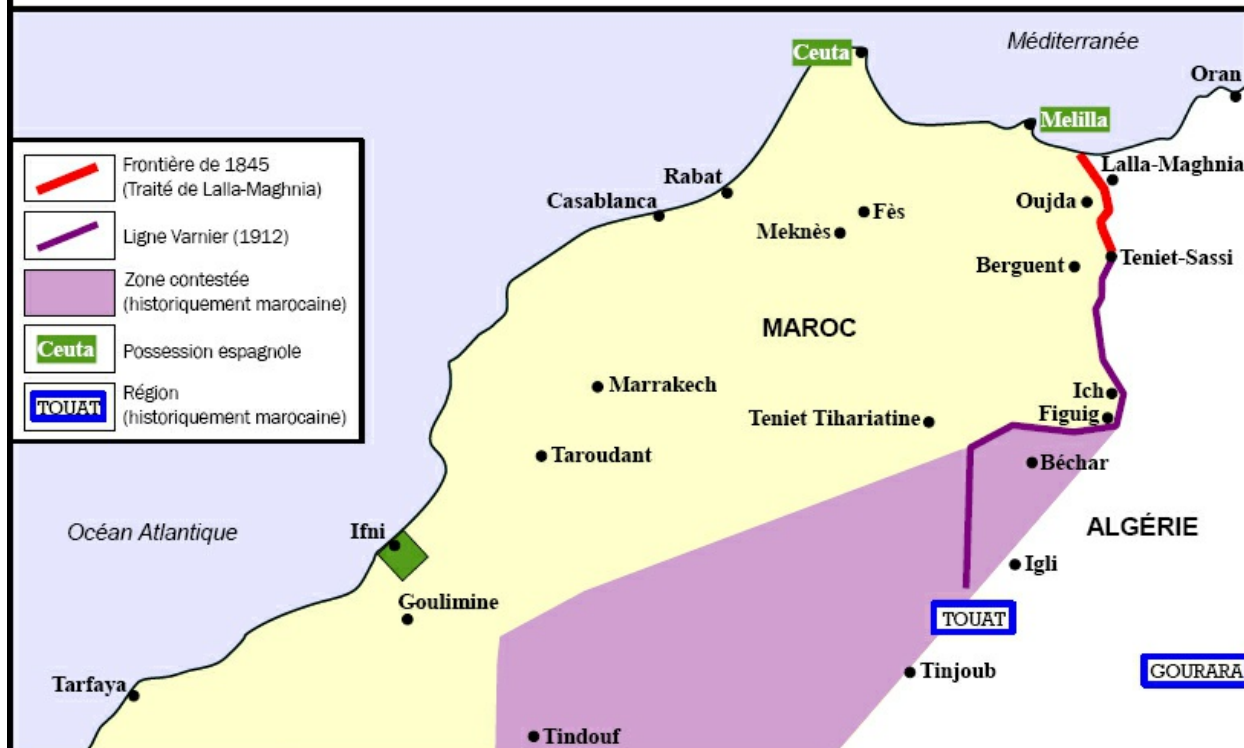 Méditerranée
Ceuta
Oran
Melilla
Frontière de 1845
(Traité de Lalla-Maghnia)
Ligne Varnier (1912)
Zone contestée
(historiquement marocaine)
Ceuta
Possession espagnole
TOUAT
Région
(historiquement marocaine)
Lalla-Maghnia
Rabat
Casablanca
Oujda
Fès
Meknès
Teniet-Sassi
Berguent
MAROC
Marrakech
Ich
Figuig
Teniet Tihariatine
Taroudant
Béchar
Océan Atlantique
ALGÉRIE
Ifni
Igli
Goulimine
TOUAT
Tinjoub
GOURARA
Tarfaya
Tindouf